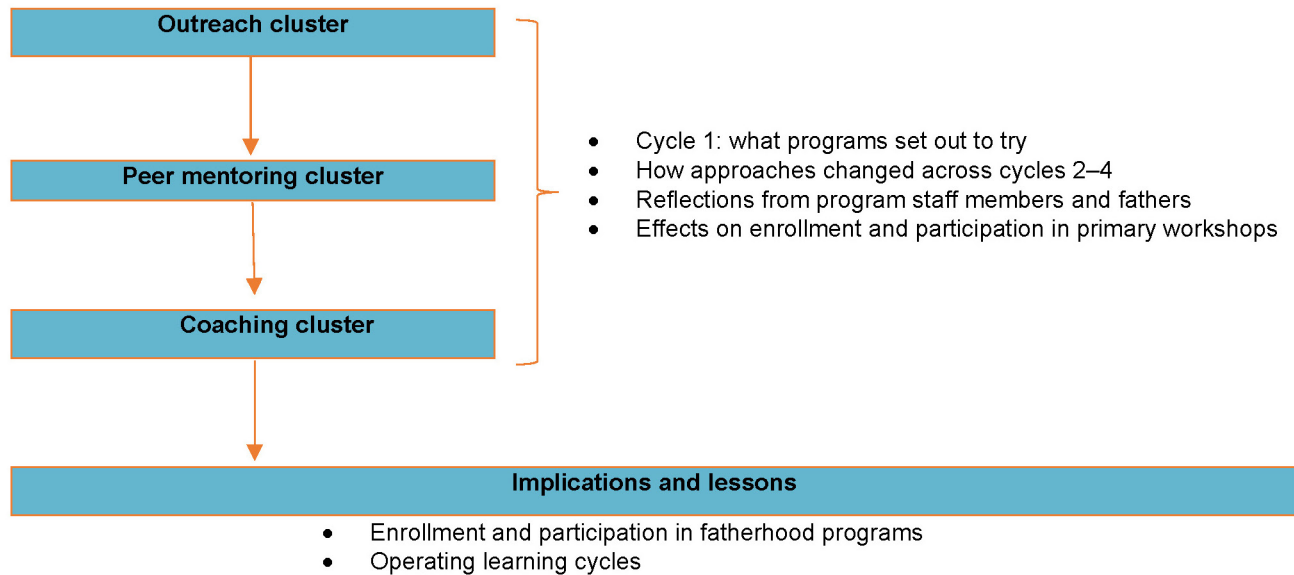 Outreach cluster
Peer mentoring cluster
Coaching cluster
• Cycle 1: what programs set out to try
• How approaches changed across cycles 2–4
• Reflections from program staff members and fathers
• Effects on enrollment and participation in primary workshops
Implications and lessons
• Enrollment and participation in fatherhood programs
• Operating learning cycles